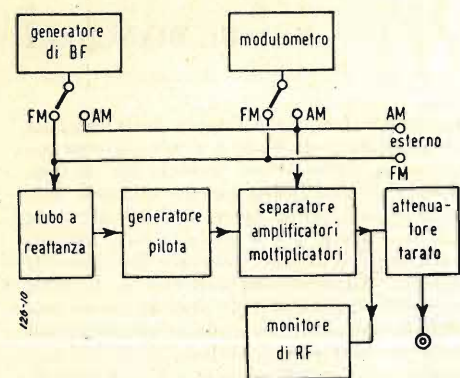 generatore
di BF
modulometro
FM
AM
FM
AM
AM
esterno
FM
tubo a
reattanza
generatore
pilota
separatore
amplificatori
moltiplicatori
attenua-
tore
tarato
monitore
di RF
126-10